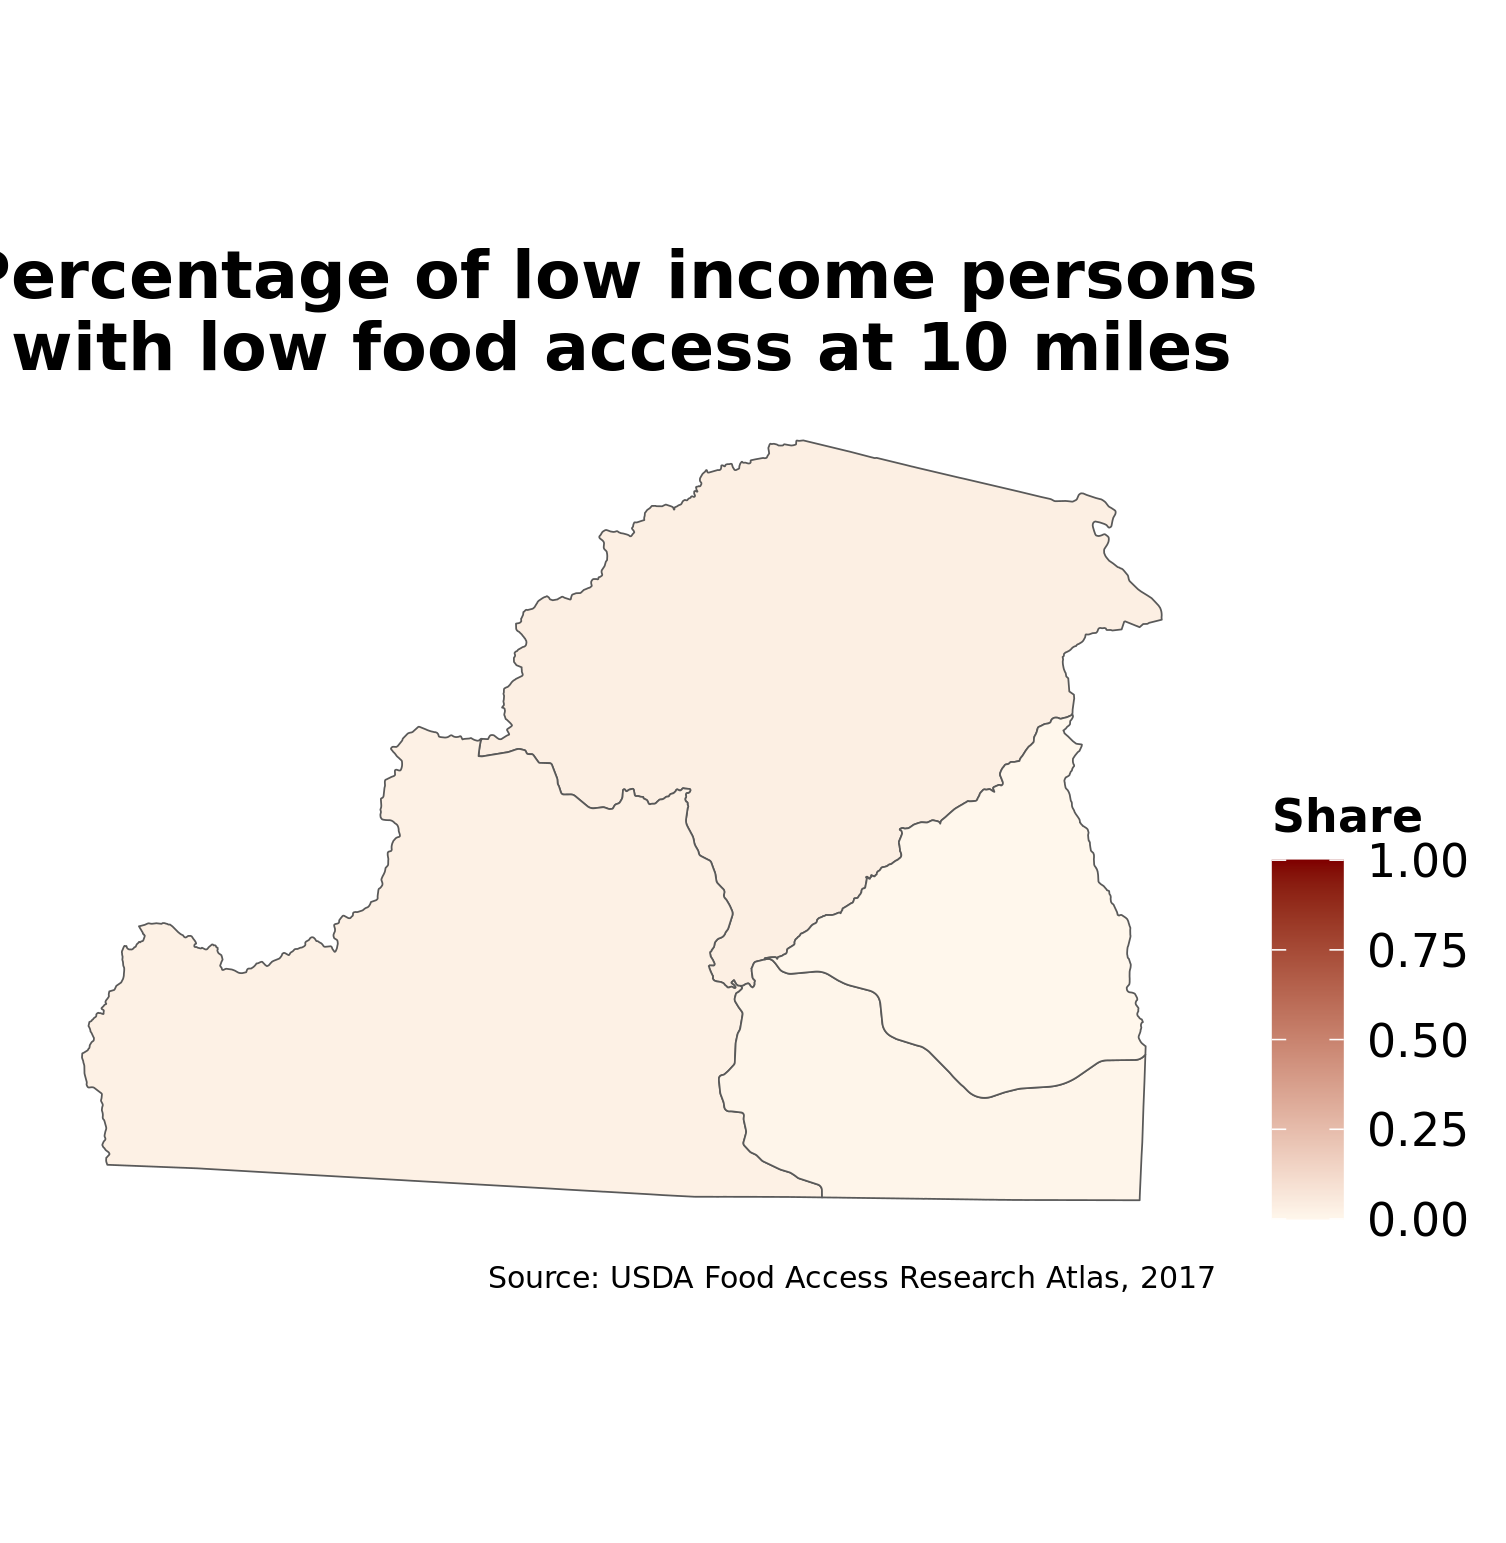 Percentage of low income persons
with low food access at 10 miles
Share
1.00
0.75
0.50
0.25
0.00
Source: USDA Food Access Research Atlas, 2017